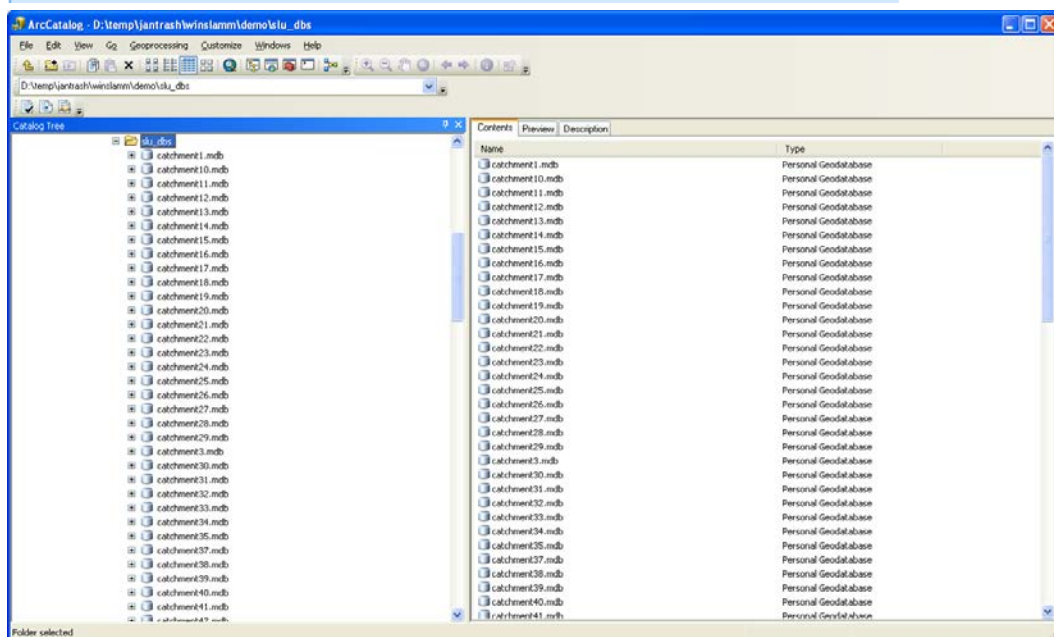 ArcCatalog - D:\temp\jantrash\winslamm\demo\slu_dbs
File Edit View Go Geoprocessing Customize Windows Help
D:\temp\jantrash\winslamm\demo\slu_dbs
Catalog Tree
slu_dbs
catchment1.mdb
catchment10.mdb
catchment11.mdb
catchment12.mdb
catchment13.mdb
catchment14.mdb
catchment15.mdb
catchment16.mdb
catchment17.mdb
catchment18.mdb
catchment19.mdb
catchment20.mdb
catchment21.mdb
catchment22.mdb
catchment23.mdb
catchment24.mdb
catchment25.mdb
catchment26.mdb
catchment27.mdb
catchment28.mdb
catchment29.mdb
catchment3.mdb
catchment30.mdb
catchment31.mdb
catchment32.mdb
catchment33.mdb
catchment34.mdb
catchment35.mdb
catchment37.mdb
catchment38.mdb
catchment39.mdb
catchment40.mdb
catchment41.mdb
catchment42.mdb
Contents Preview Description
Name Type
catchment1.mdb Personal Geodatabase
catchment10.mdb Personal Geodatabase
catchment11.mdb Personal Geodatabase
catchment12.mdb Personal Geodatabase
catchment13.mdb Personal Geodatabase
catchment14.mdb Personal Geodatabase
catchment15.mdb Personal Geodatabase
catchment16.mdb Personal Geodatabase
catchment17.mdb Personal Geodatabase
catchment18.mdb Personal Geodatabase
catchment19.mdb Personal Geodatabase
catchment20.mdb Personal Geodatabase
catchment21.mdb Personal Geodatabase
catchment22.mdb Personal Geodatabase
catchment23.mdb Personal Geodatabase
catchment24.mdb Personal Geodatabase
catchment25.mdb Personal Geodatabase
catchment26.mdb Personal Geodatabase
catchment27.mdb Personal Geodatabase
catchment28.mdb Personal Geodatabase
catchment29.mdb Personal Geodatabase
catchment3.mdb Personal Geodatabase
catchment30.mdb Personal Geodatabase
catchment31.mdb Personal Geodatabase
catchment32.mdb Personal Geodatabase
catchment33.mdb Personal Geodatabase
catchment34.mdb Personal Geodatabase
catchment35.mdb Personal Geodatabase
catchment37.mdb Personal Geodatabase
catchment38.mdb Personal Geodatabase
catchment39.mdb Personal Geodatabase
catchment40.mdb Personal Geodatabase
catchment41.mdb Personal Geodatabase
Folder selected